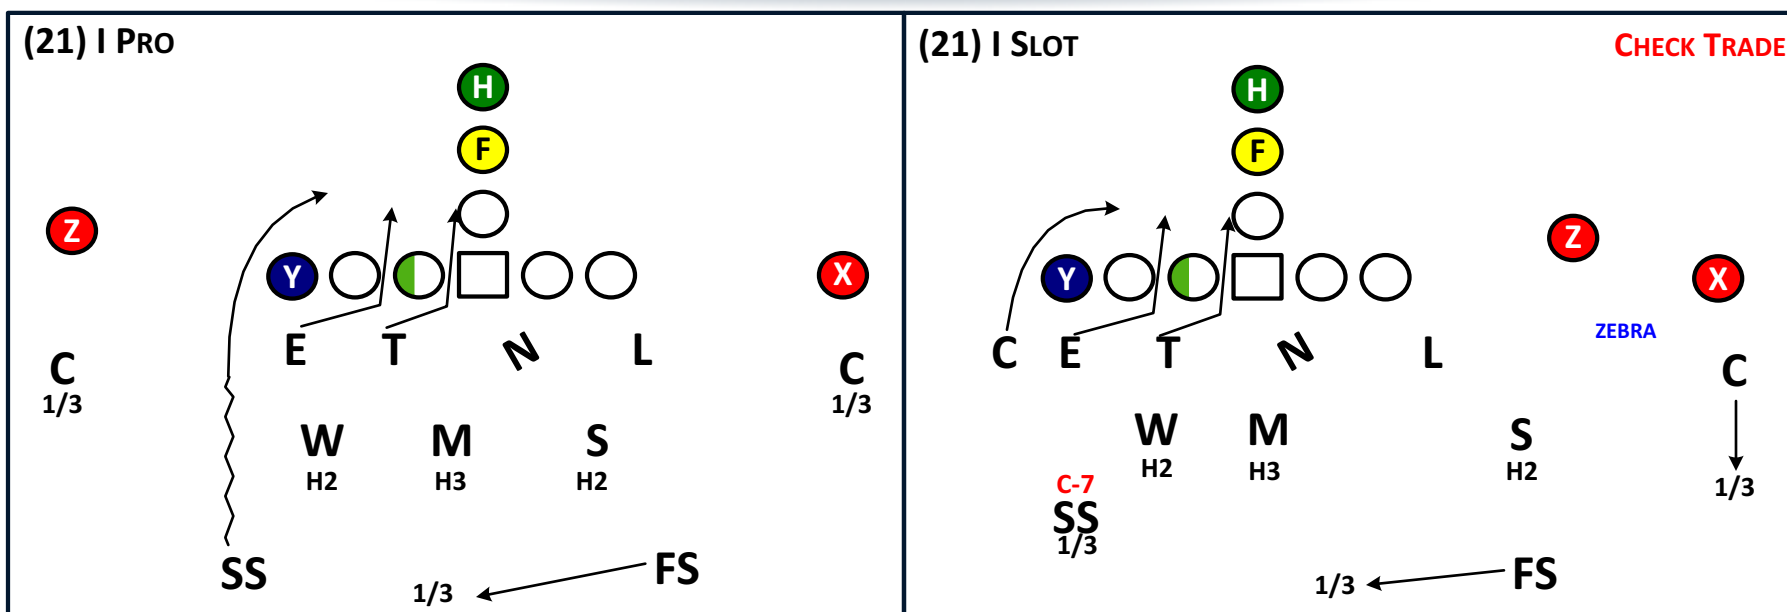 (21) I PRO
H
F
Z
Y
X
E T N L
C
1/3
C
1/3
W M S
H2 H3 H2
SS
1/3
FS
(21) I SLOT
CHECK TRADE
H
F
Z
Y
X
ZEBRA
C E T N L
C
1/3
W M S
H2 H3 H2
C-7
SS
1/3
1/3
FS